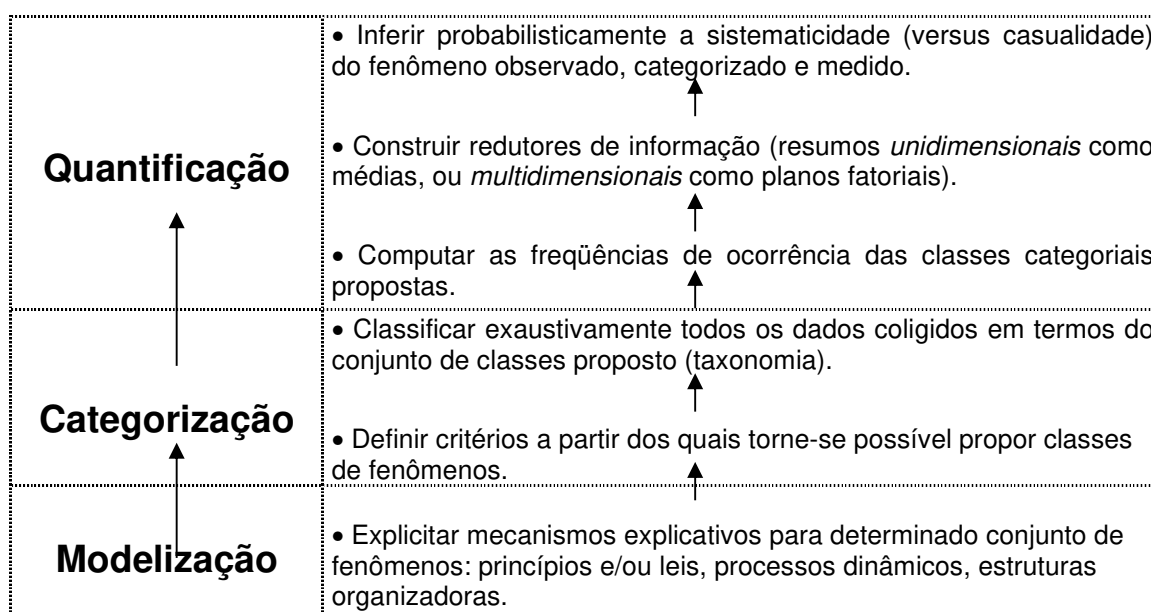 Quantificação
• Inferir probabilisticamente a sistematicidade (versus casualidade)
do fenômeno observado, categorizado e medido.
• Construir redutores de informação (resumos unidimensionais como
médias, ou multidimensionais como planos fatoriais).
• Computar as freqüências de ocorrência das classes categoriais
propostas.
Categorização
• Classificar exaustivamente todos os dados coligidos em termos do
conjunto de classes proposto (taxonomia).
• Definir critérios a partir dos quais torne-se possível propor classes
de fenômenos.
Modelização
• Explicitar mecanismos explicativos para determinado conjunto de
fenômenos: princípios e/ou leis, processos dinâmicos, estruturas
organizadoras.